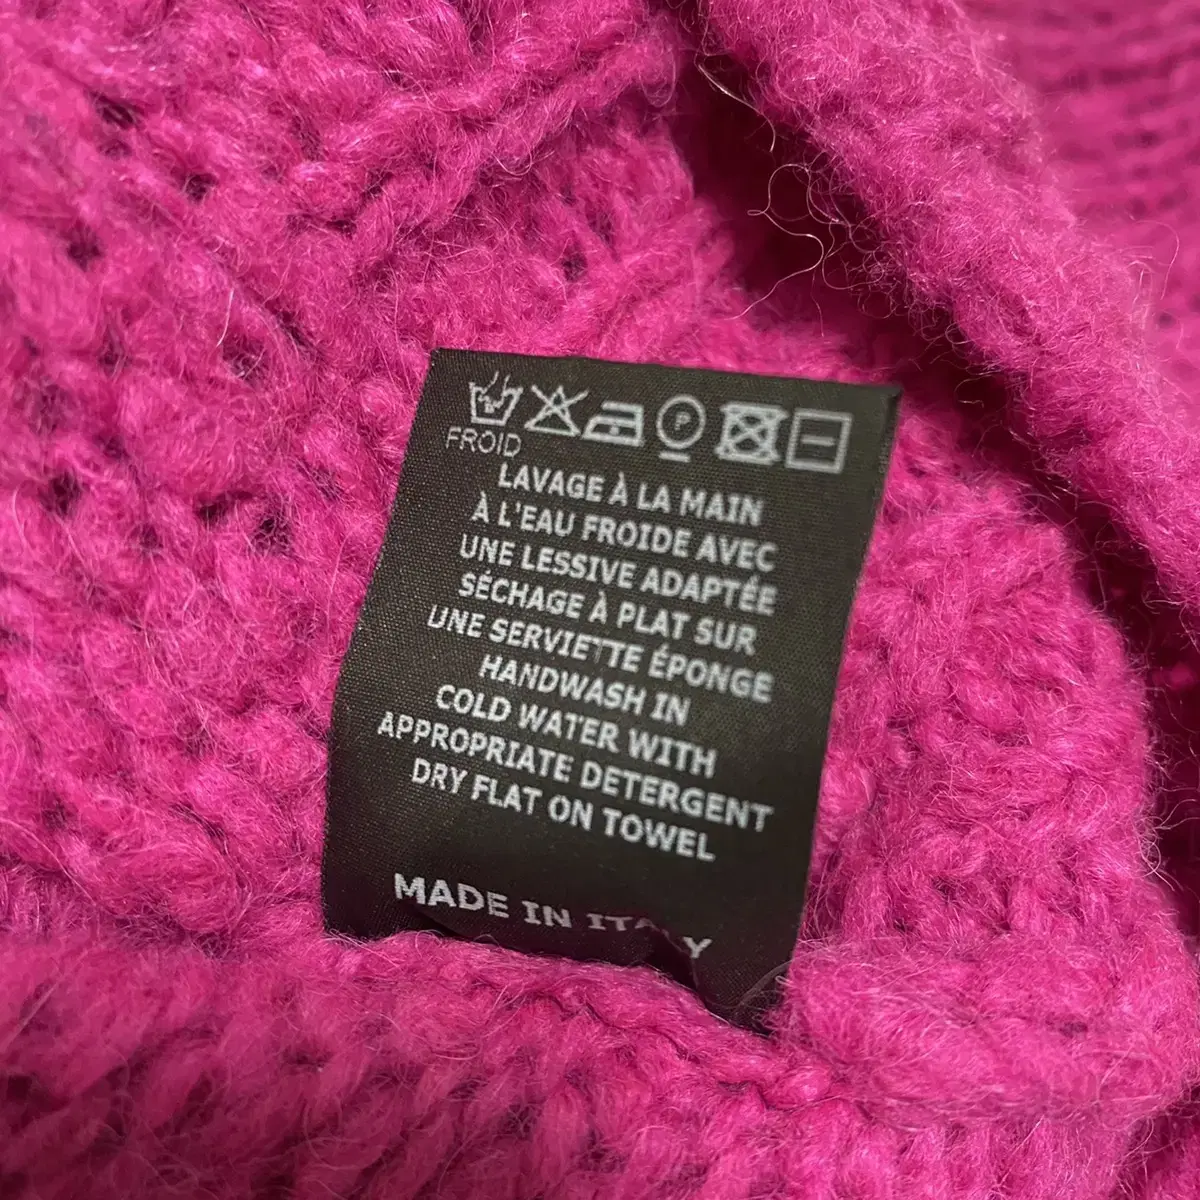 P
FROID
LAVAGE À LA MAIN
À L'EAU FROIDE AVEC
UNE LESSIVE ADAPTÉE
SÉCHAGE À PLAT SUR
UNE SERVIETTE ÉPONGE
HANDWASH IN
COLD WATER WITH
APPROPRIATE DETERGENT
DRY FLAT ON TOWEL
MADE IN ITALY